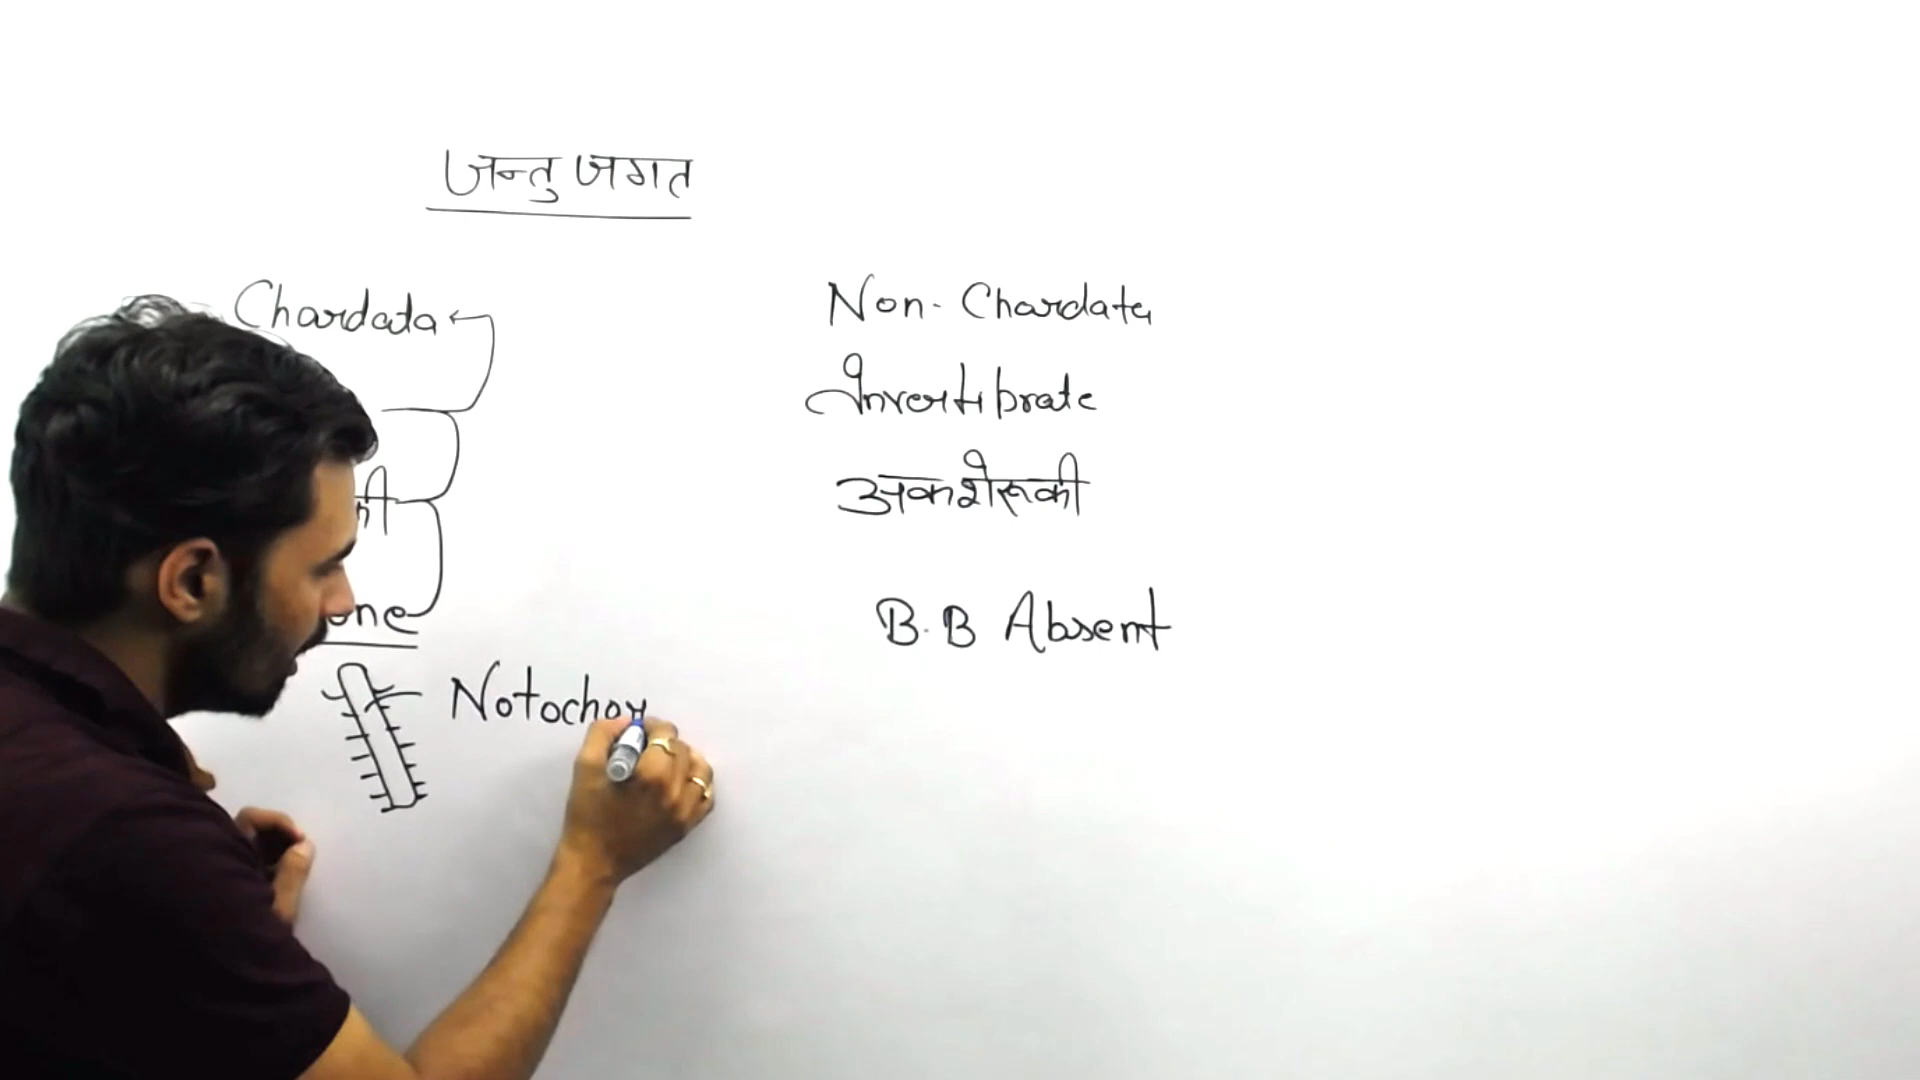 जन्तु जगत
Chordata
Non-Chordata
Invertibrate
अकशेरूकी
की
one
B.B Absent
Notochor